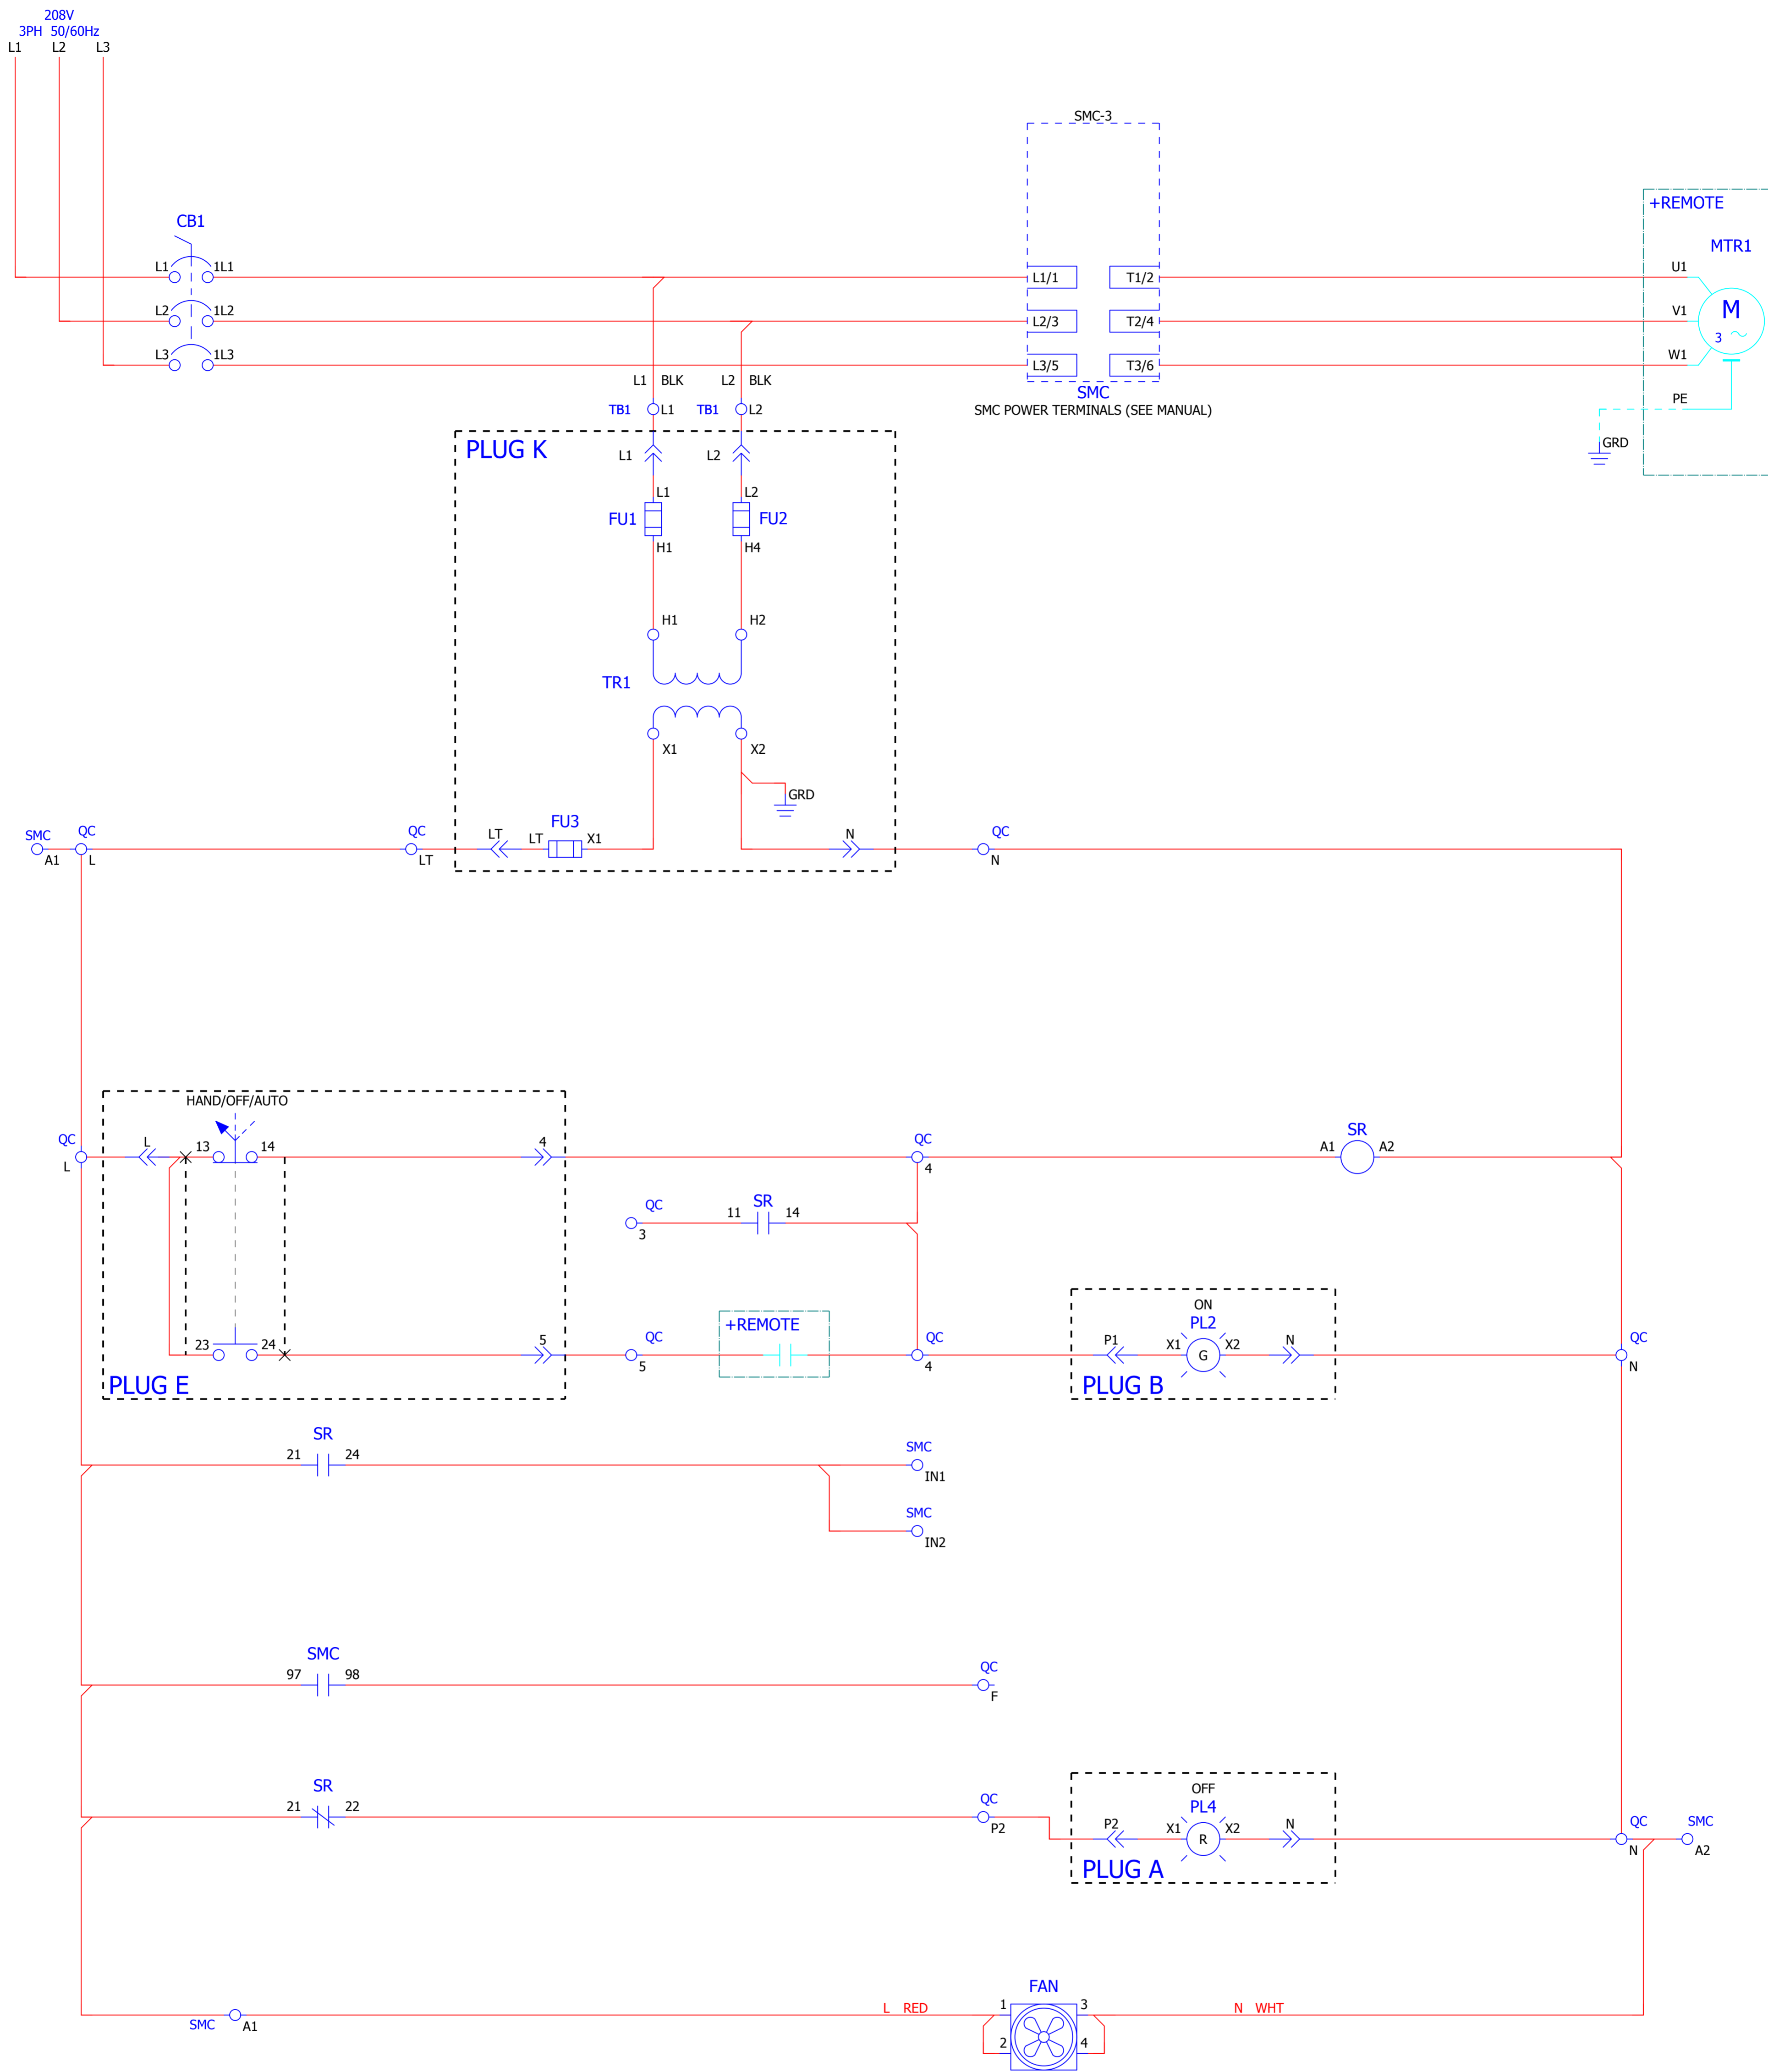 208V
3PH 50/60Hz
L1 L2 L3
SMC-3
+REMOTE
CB1
MTR1
L1 1L1 L1/1 T1/2 U1
L2 1L2 L2/3 T2/4 V1
M
3
L3 1L3 L3/5 T3/6 W1
L1 BLK L2 BLK
SMC
TB1 L1 TB1 L2
SMC POWER TERMINALS (SEE MANUAL)
PE
GRD
PLUG K
L1 L2
L1 L2
FU1 FU2
H1 H4
H1 H2
TR1
X1 X2
GRD
FU3
SMC QC QC LT LT X1 N QC
A1 L LT N
HAND/OFF/AUTO
QC L 13 14 4 QC SR
A1 A2
L 4
QC 11 SR 14
3
+REMOTE
ON
PL2
23 24 5 QC P1 X1 X2 N QC
G
5 4 N
PLUG E
PLUG B
SR
21 24
SMC
IN1
SMC
IN2
SMC
97 98
QC
F
SR
21 22
OFF
PL4
QC
P2
P2 X1 X2 N QC SMC
R
N A2
PLUG A
FAN
L RED 1 3 N WHT
SMC A1
2 4